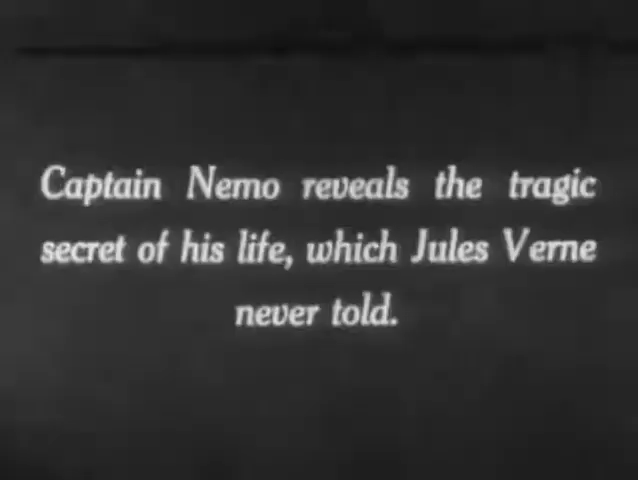 Captain Nemo reveals the tragic
secret of his life, which Jules Verne
never told.